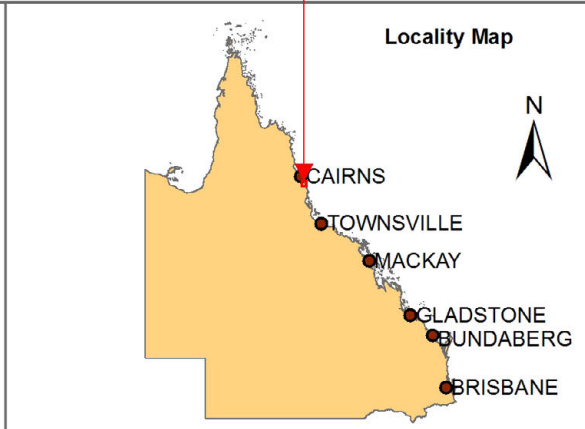 Locality Map
N
CAIRNS
TOWNSVILLE
MACKAY
GLADSTONE
BUNDABERG
BRISBANE